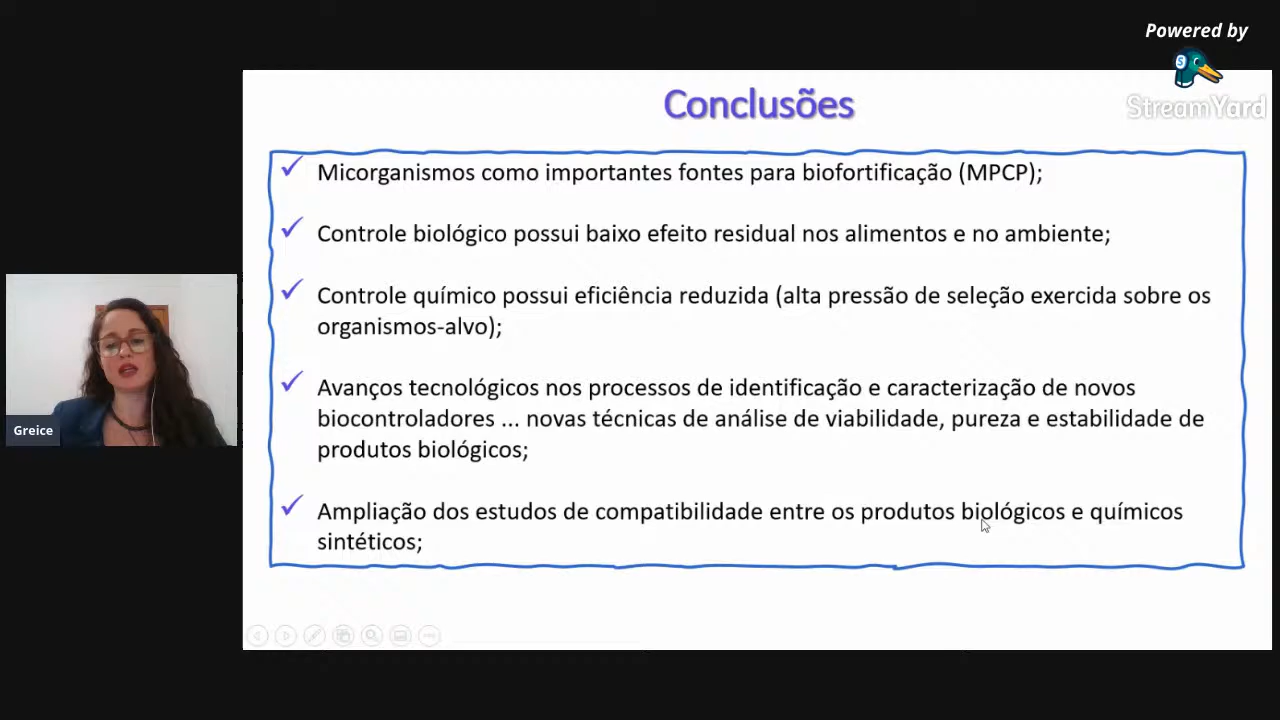 Powered by
StreamYard
Conclusões
Micorganismos como importantes fontes para biofortificação (MPCP);
Controle biológico possui baixo efeito residual nos alimentos e no ambiente;
Controle químico possui eficiência reduzida (alta pressão de seleção exercida sobre os
organismos-alvo);
Avanços tecnológicos nos processos de identificação e caracterização de novos
biocontroladores ... novas técnicas de análise de viabilidade, pureza e estabilidade de
produtos biológicos;
Ampliação dos estudos de compatibilidade entre os produtos biológicos e químicos
sintéticos;
Greice